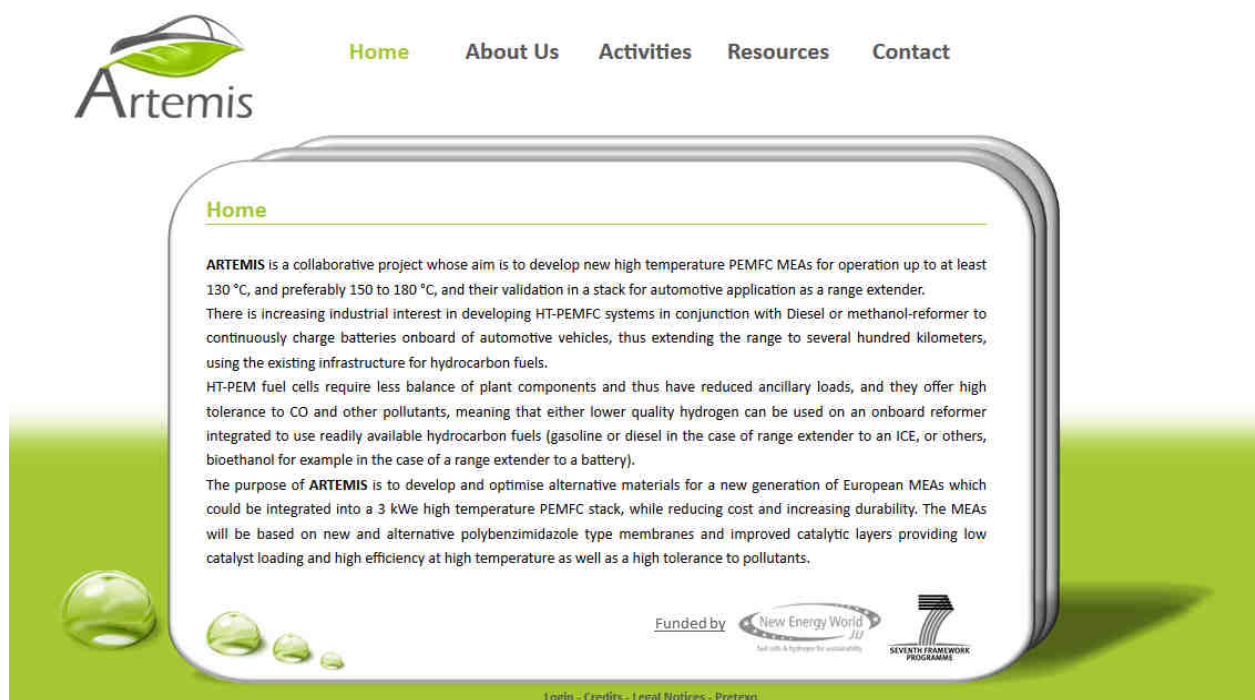 Artemis
Home
About Us
Activities
Resources
Contact
Home
ARTEMIS is a collaborative project whose aim is to develop new high temperature PEMFC MEAs for operation up to at least
130 °C, and preferably 150 to 180 °C, and their validation in a stack for automotive application as a range extender.
There is increasing industrial interest in developing HT-PEMFC systems in conjunction with Diesel or methanol-reformer to
continuously charge batteries onboard of automotive vehicles, thus extending the range to several hundred kilometers,
using the existing infrastructure for hydrocarbon fuels.
HT-PEM fuel cells require less balance of plant components and thus have reduced ancillary loads, and they offer high
tolerance to CO and other pollutants, meaning that either lower quality hydrogen can be used on an onboard reformer
integrated to use readily available hydrocarbon fuels (gasoline or diesel in the case of range extender to an ICE, or others,
bioethanol for example in the case of a range extender to a battery).
The purpose of ARTEMIS is to develop and optimise alternative materials for a new generation of European MEAs which
could be integrated into a 3 kWe high temperature PEMFC stack, while reducing cost and increasing durability. The MEAs
will be based on new and alternative polybenzimidazole type membranes and improved catalytic layers providing low
catalyst loading and high efficiency at high temperature as well as a high tolerance to pollutants.
Funded by
New Energy World
JU
fuel cells & hydrogen for sustainability
SEVENTH FRAMEWORK
PROGRAMME
Login - Credits - Legal Notices - Pretexo